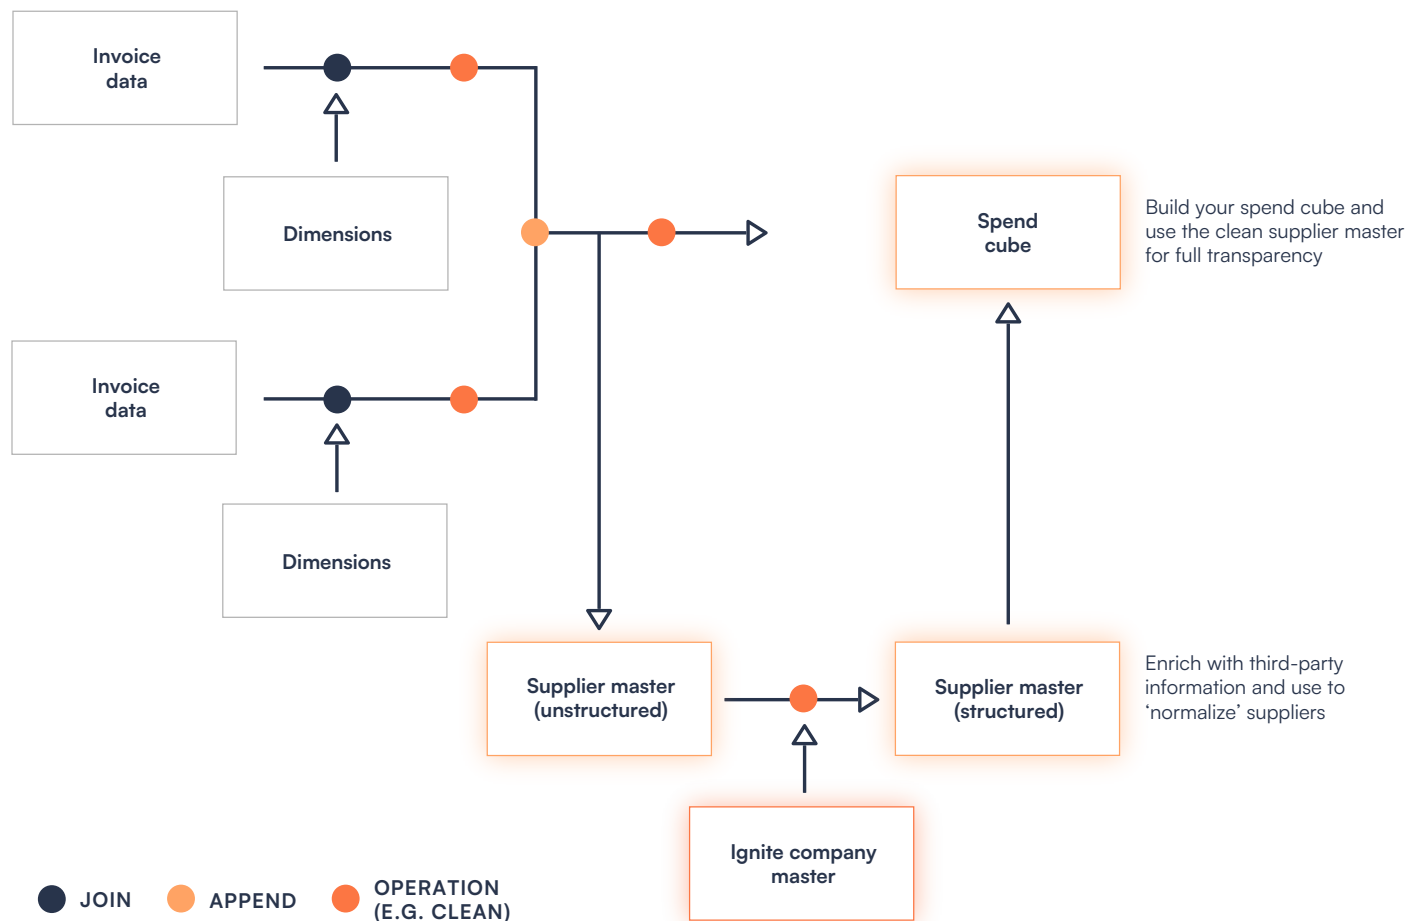 Invoice
data
Dimensions
Spend
cube
Build your spend cube and
use the clean supplier master
for full transparency
Invoice
data
Dimensions
Supplier master
(unstructured)
Supplier master
(structured)
Enrich with third-party
information and use to
‘normalize’ suppliers
Ignite company
master
JOIN
APPEND
OPERATION
(E.G. CLEAN)